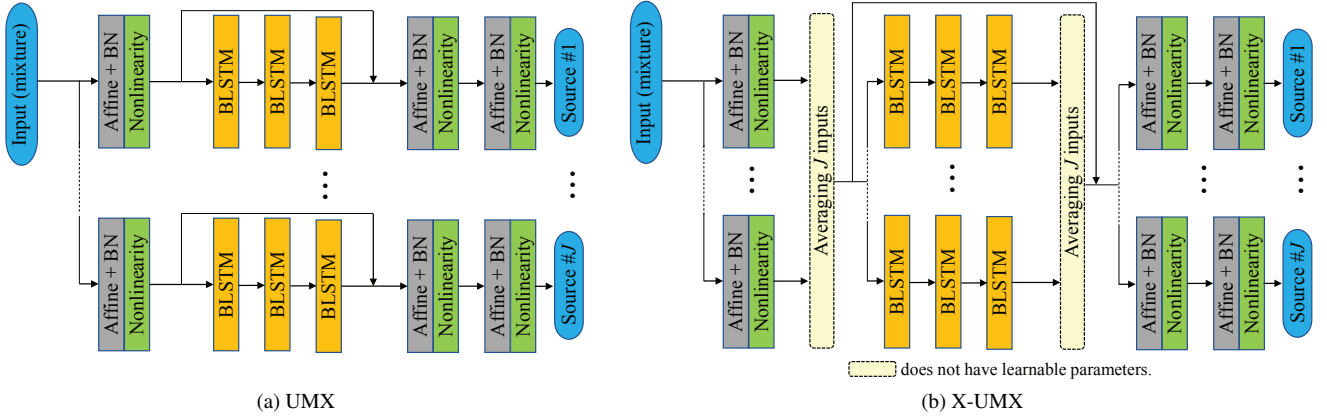 Input (mixture)
Affine + BN
Nonlinearity
BLSTM
BLSTM
BLSTM
Affine + BN
Nonlinearity
Affine + BN
Nonlinearity
Source #1
Affine + BN
Nonlinearity
BLSTM
BLSTM
BLSTM
Affine + BN
Nonlinearity
Affine + BN
Nonlinearity
Source #J
(a) UMX
Input (mixture)
Affine + BN
Nonlinearity
Averaging J inputs
BLSTM
BLSTM
BLSTM
Averaging J inputs
Affine + BN
Nonlinearity
Affine + BN
Nonlinearity
Source #1
Affine + BN
Nonlinearity
BLSTM
BLSTM
BLSTM
Affine + BN
Nonlinearity
Affine + BN
Nonlinearity
Source #J
does not have learnable parameters.
(b) X-UMX